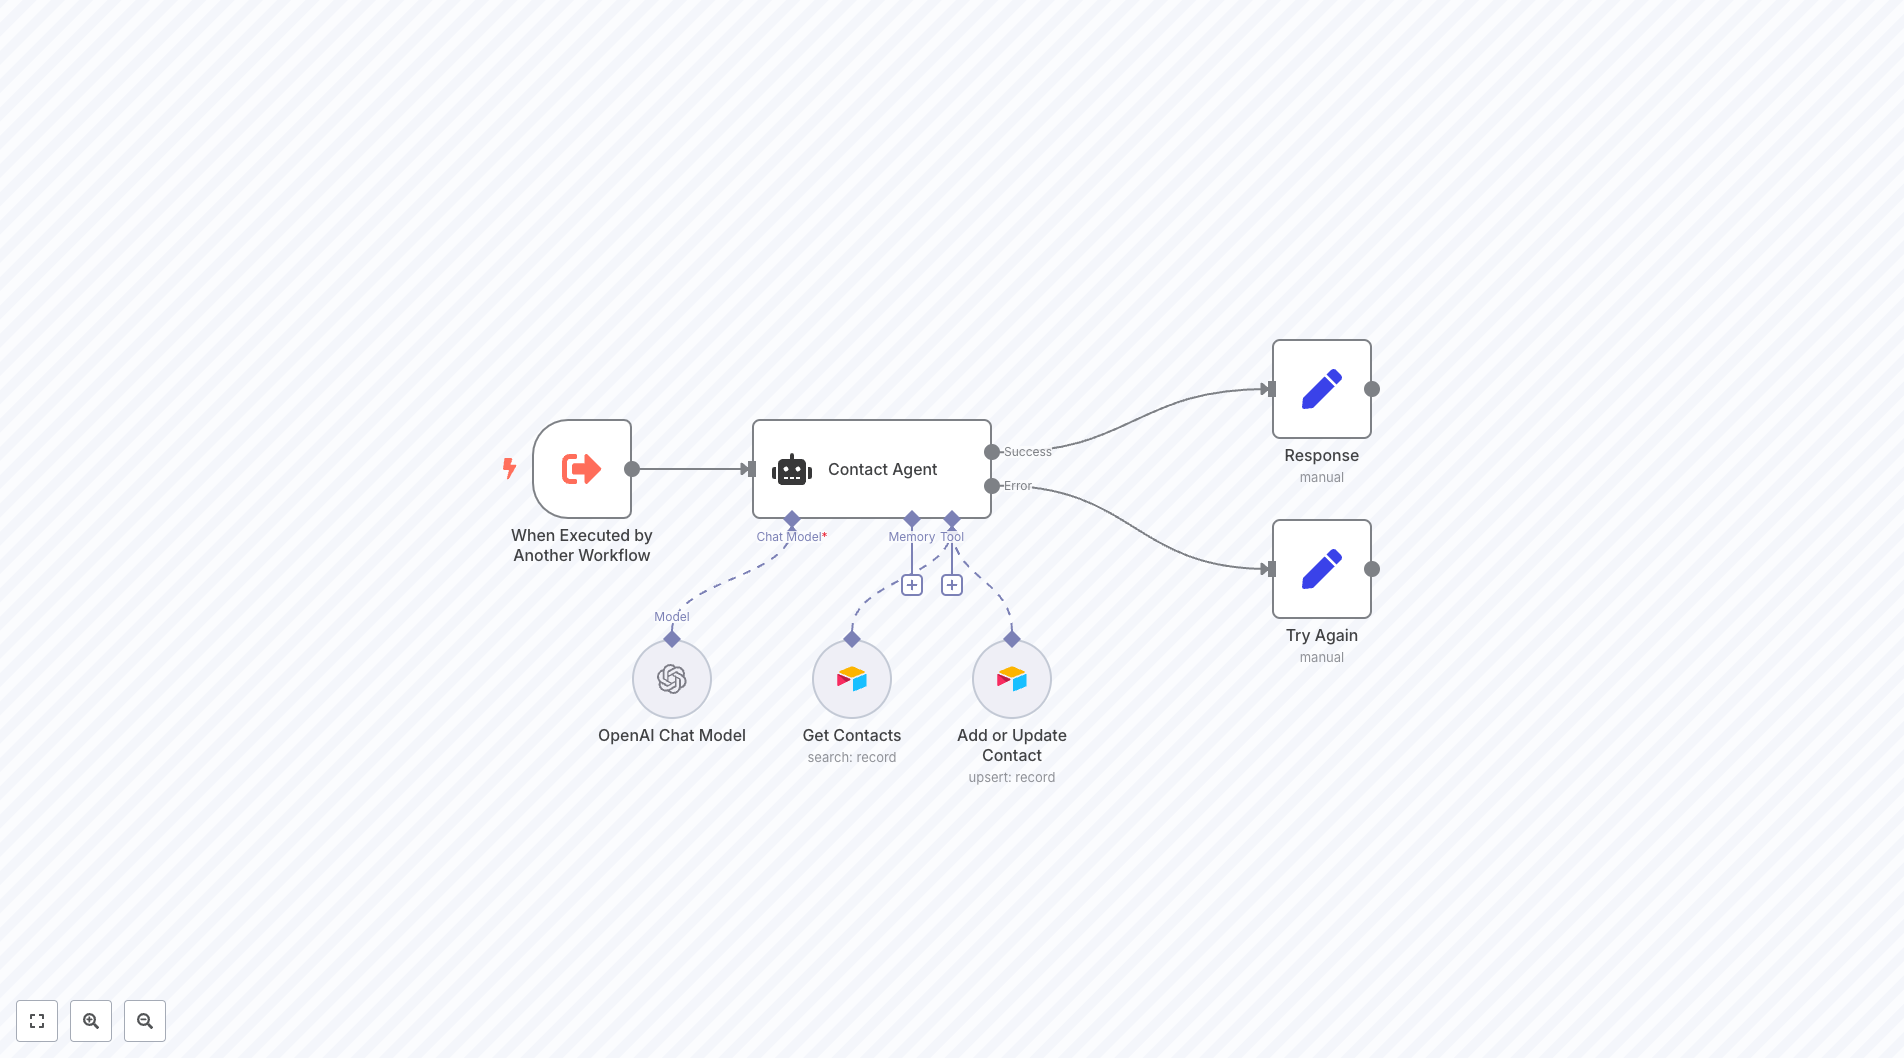 When Executed by
Another Workflow
Contact Agent
Success
Error
Chat Model*
Memory
Tool
Model
OpenAI Chat Model
Get Contacts
search: record
Add or Update
Contact
upsert: record
Response
manual
Try Again
manual